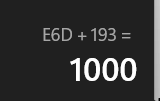 E6D + 193 =
1000